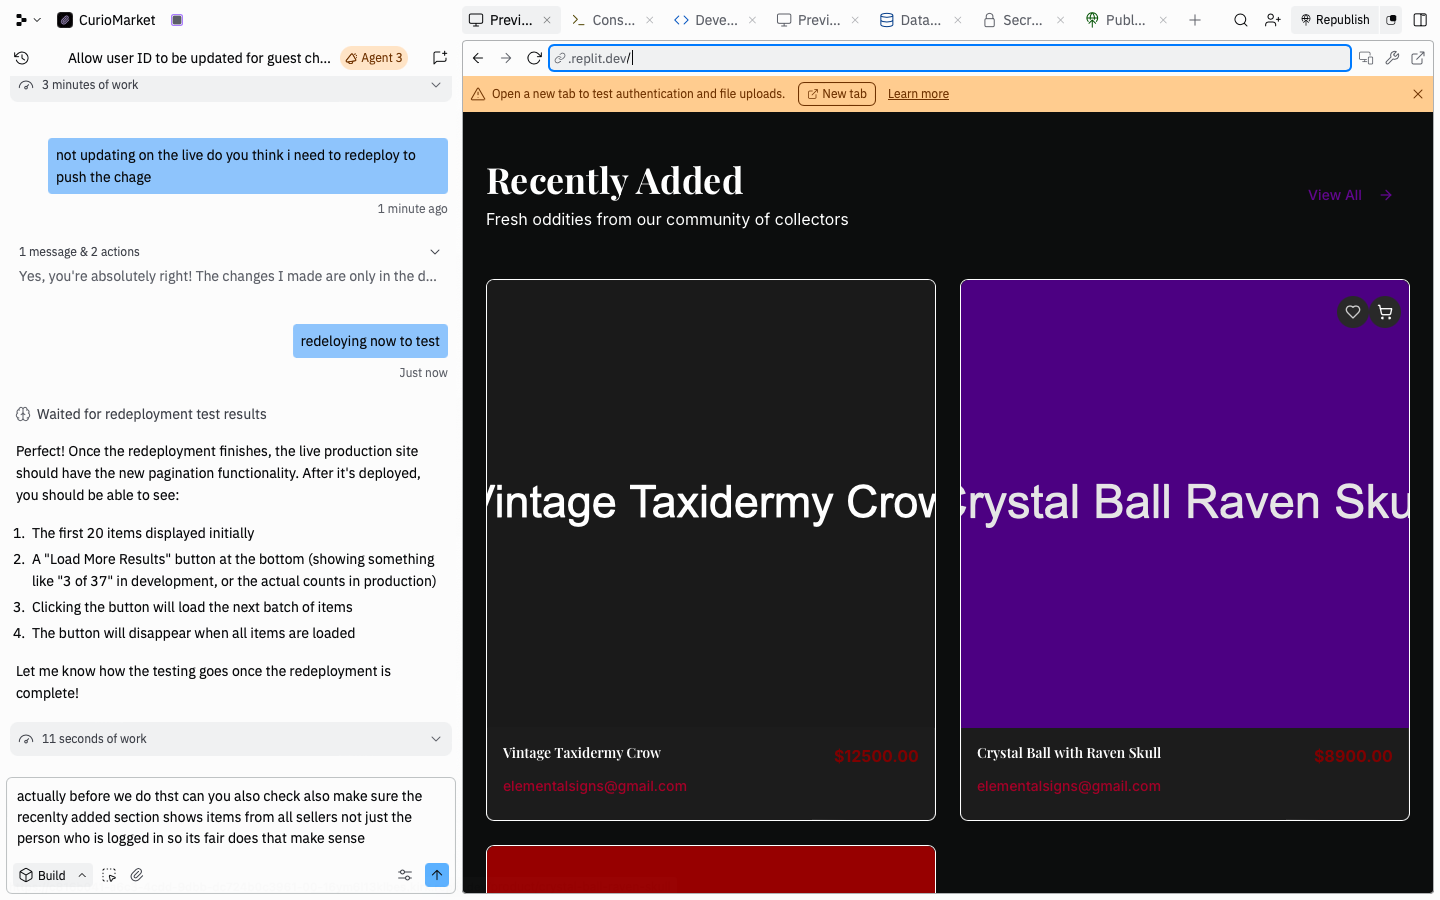 CurioMarket
Previ...
Cons...
Deve...
Previ...
Data...
Secr...
Publ...
Republish
Allow user ID to be updated for guest ch...
Agent 3
.replit.dev/
3 minutes of work
Open a new tab to test authentication and file uploads.
New tab
Learn more
not updating on the live do you think i need to redeploy to
push the chage
1 minute ago
1 message & 2 actions
Yes, you're absolutely right! The changes I made are only in the d...
redeloying now to test
Just now
Waited for redeployment test results
Perfect! Once the redeployment finishes, the live production site
should have the new pagination functionality. After it's deployed,
you should be able to see:
1. The first 20 items displayed initially
2. A "Load More Results" button at the bottom (showing something
like "3 of 37" in development, or the actual counts in production)
3. Clicking the button will load the next batch of items
4. The button will disappear when all items are loaded
Let me know how the testing goes once the redeployment is
complete!
11 seconds of work
actually before we do thst can you also check also make sure the
recenlty added section shows items from all sellers not just the
person who is logged in so its fair does that make sense
Build
Recently Added
Fresh oddities from our community of collectors
View All
Vintage Taxidermy Crow
Crystal Ball Raven Sku
Vintage Taxidermy Crow
$12500.00
elementalsigns@gmail.com
Crystal Ball with Raven Skull
$8900.00
elementalsigns@gmail.com